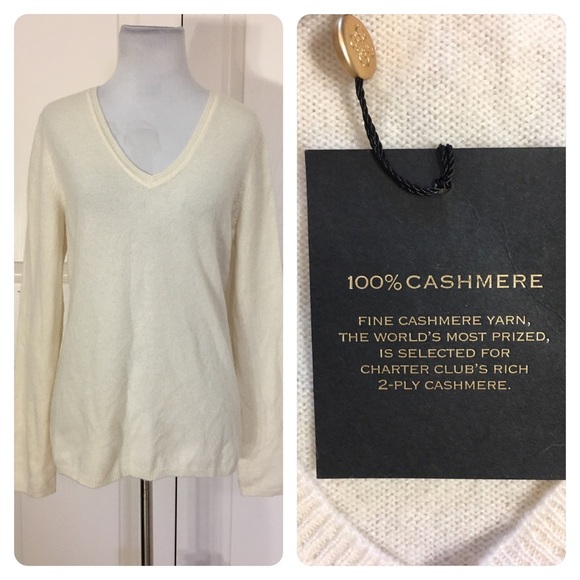 100% CASHMERE
FINE CASHMERE YARN,
THE WORLD'S MOST PRIZED,
IS SELECTED FOR
CHARTER CLUB'S RICH
2-PLY CASHMERE.